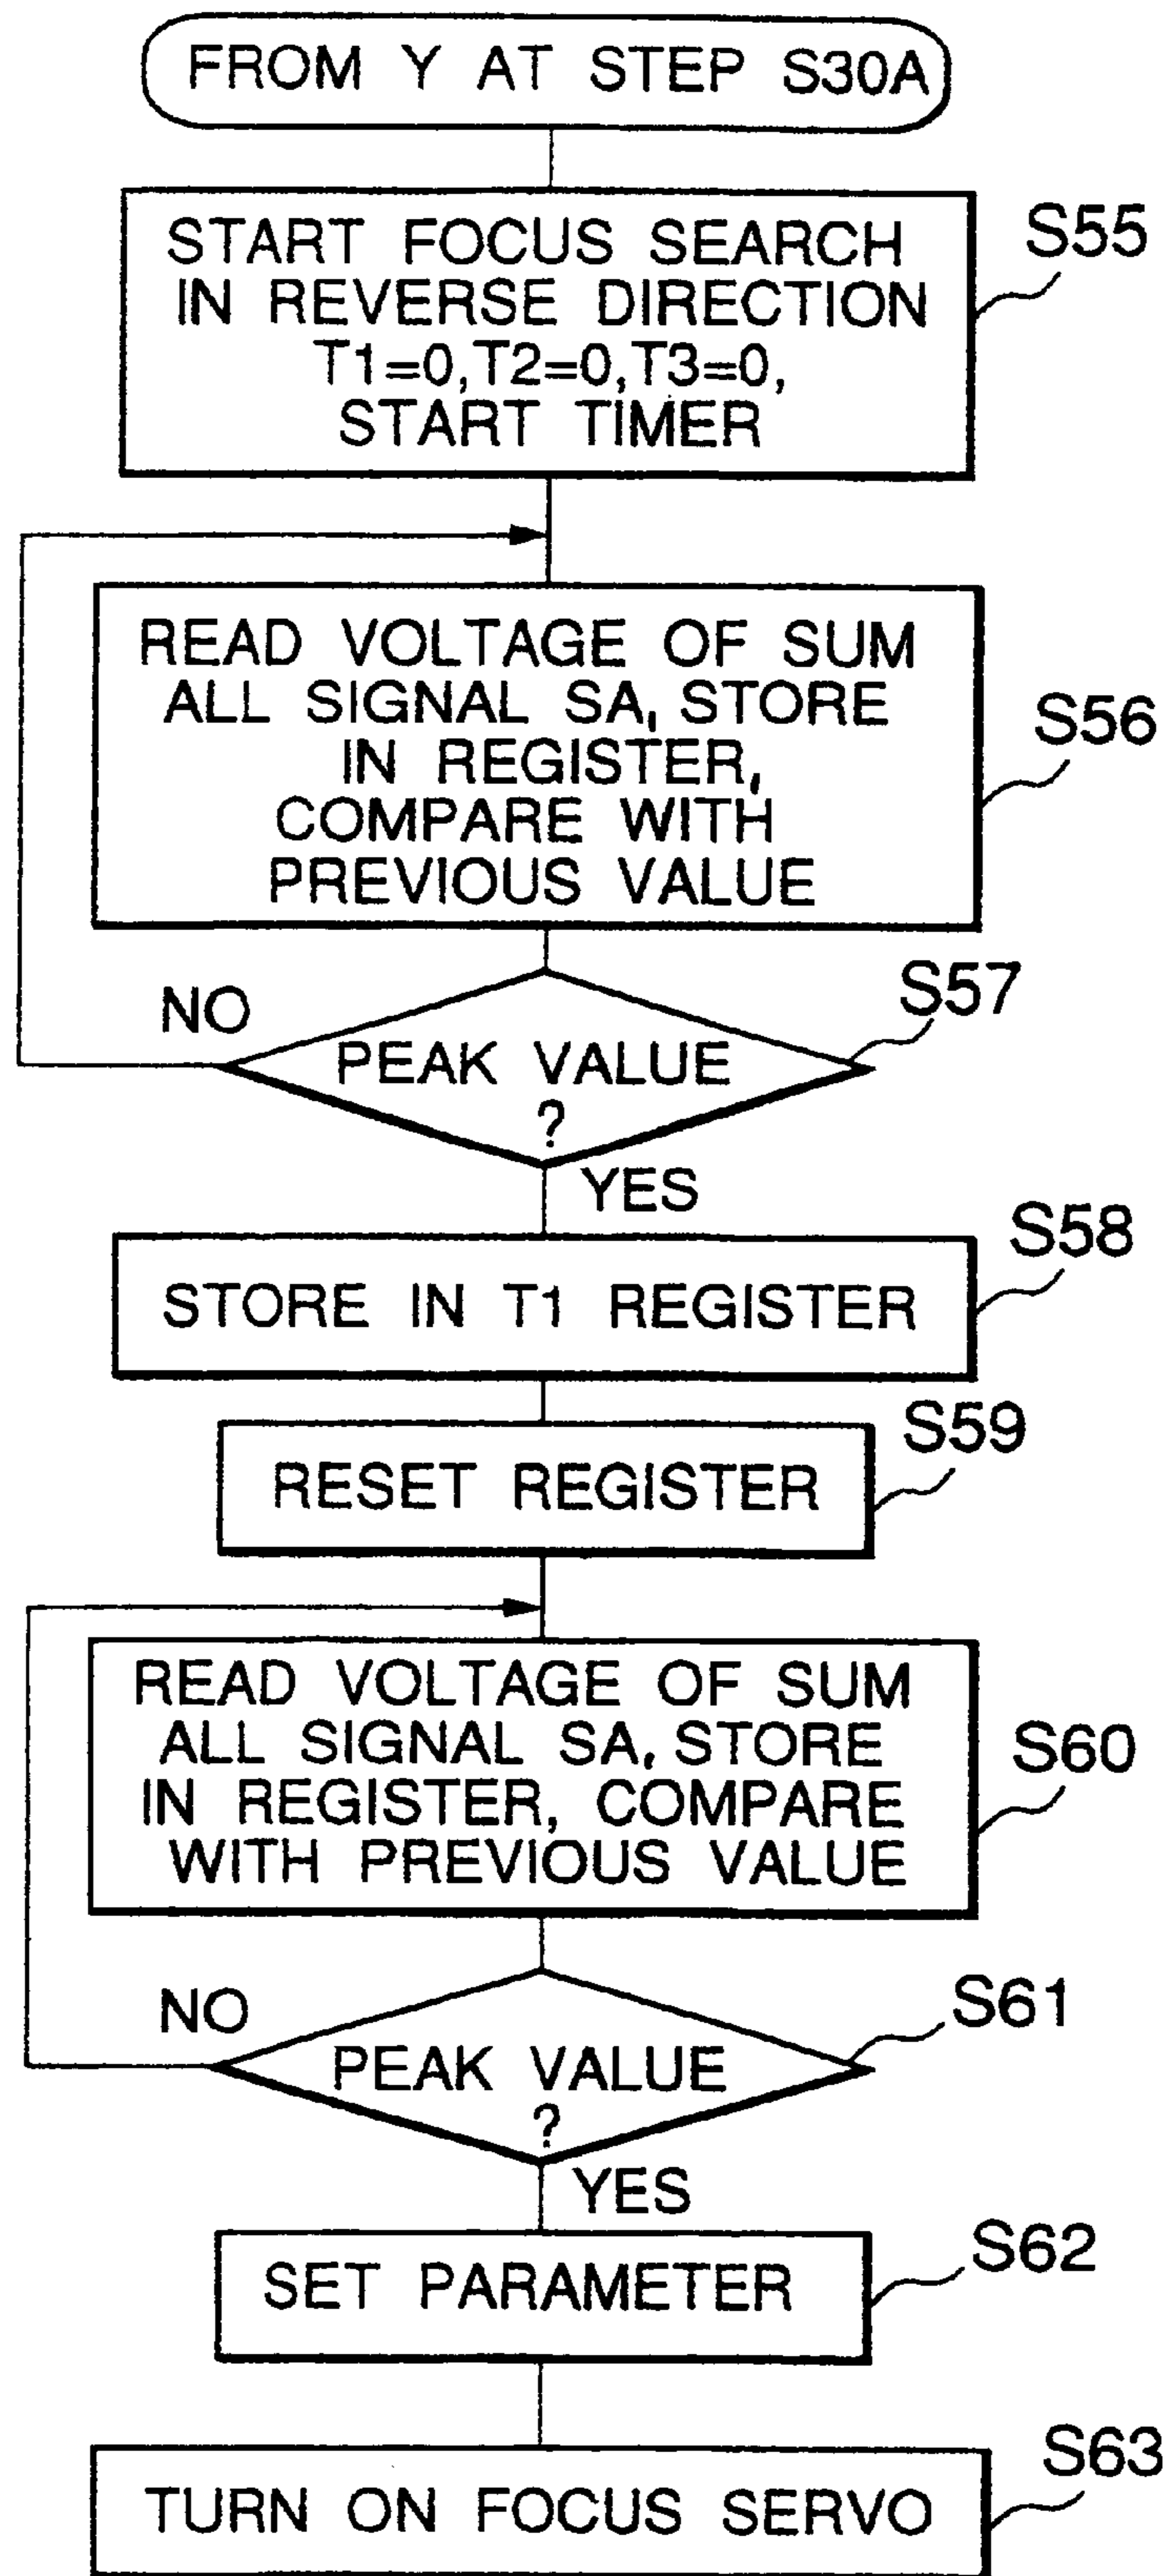 FROM Y AT STEP S30A
START FOCUS SEARCH
IN REVERSE DIRECTION
T1=0, T2=0, T3=0,
START TIMER
S55
READ VOLTAGE OF SUM
ALL SIGNAL SA, STORE
IN REGISTER,
COMPARE WITH
PREVIOUS VALUE
S56
NO
PEAK VALUE
?
S57
YES
STORE IN T1 REGISTER
S58
RESET REGISTER
S59
READ VOLTAGE OF SUM
ALL SIGNAL SA, STORE
IN REGISTER, COMPARE
WITH PREVIOUS VALUE
S60
NO
PEAK VALUE
?
S61
YES
SET PARAMETER
S62
TURN ON FOCUS SERVO
S63